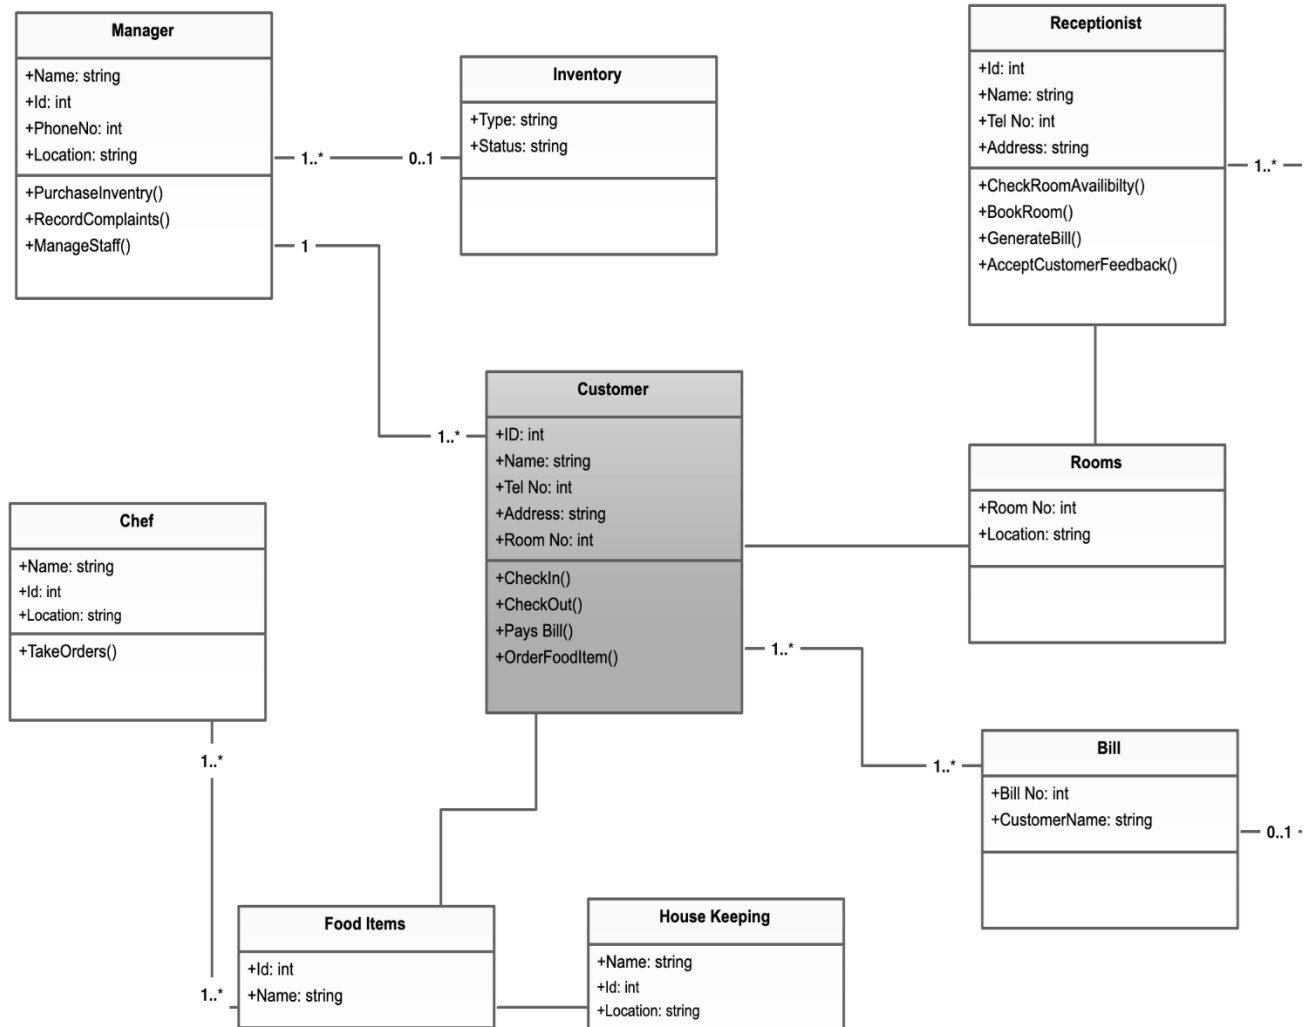 Manager
+Name: string
+Id: int
+PhoneNo: int
+Location: string
+PurchaseInventry()
+RecordComplaints()
+ManageStaff()
1..*
0..1
1
Inventory
+Type: string
+Status: string
Receptionist
+Id: int
+Name: string
+Tel No: int
+Address: string
+CheckRoomAvailibilty()
+BookRoom()
+GenerateBill()
+AcceptCustomerFeedback()
1..*
1..*
Customer
+ID: int
+Name: string
+Tel No: int
+Address: string
+Room No: int
+CheckIn()
+CheckOut()
+Pays Bill()
+OrderFoodItem()
Rooms
+Room No: int
+Location: string
Chef
+Name: string
+Id: int
+Location: string
+TakeOrders()
1..*
1..*
1..*
Bill
+Bill No: int
+CustomerName: string
0..1
1..*
Food Items
+Id: int
+Name: string
House Keeping
+Name: string
+Id: int
+Location: string